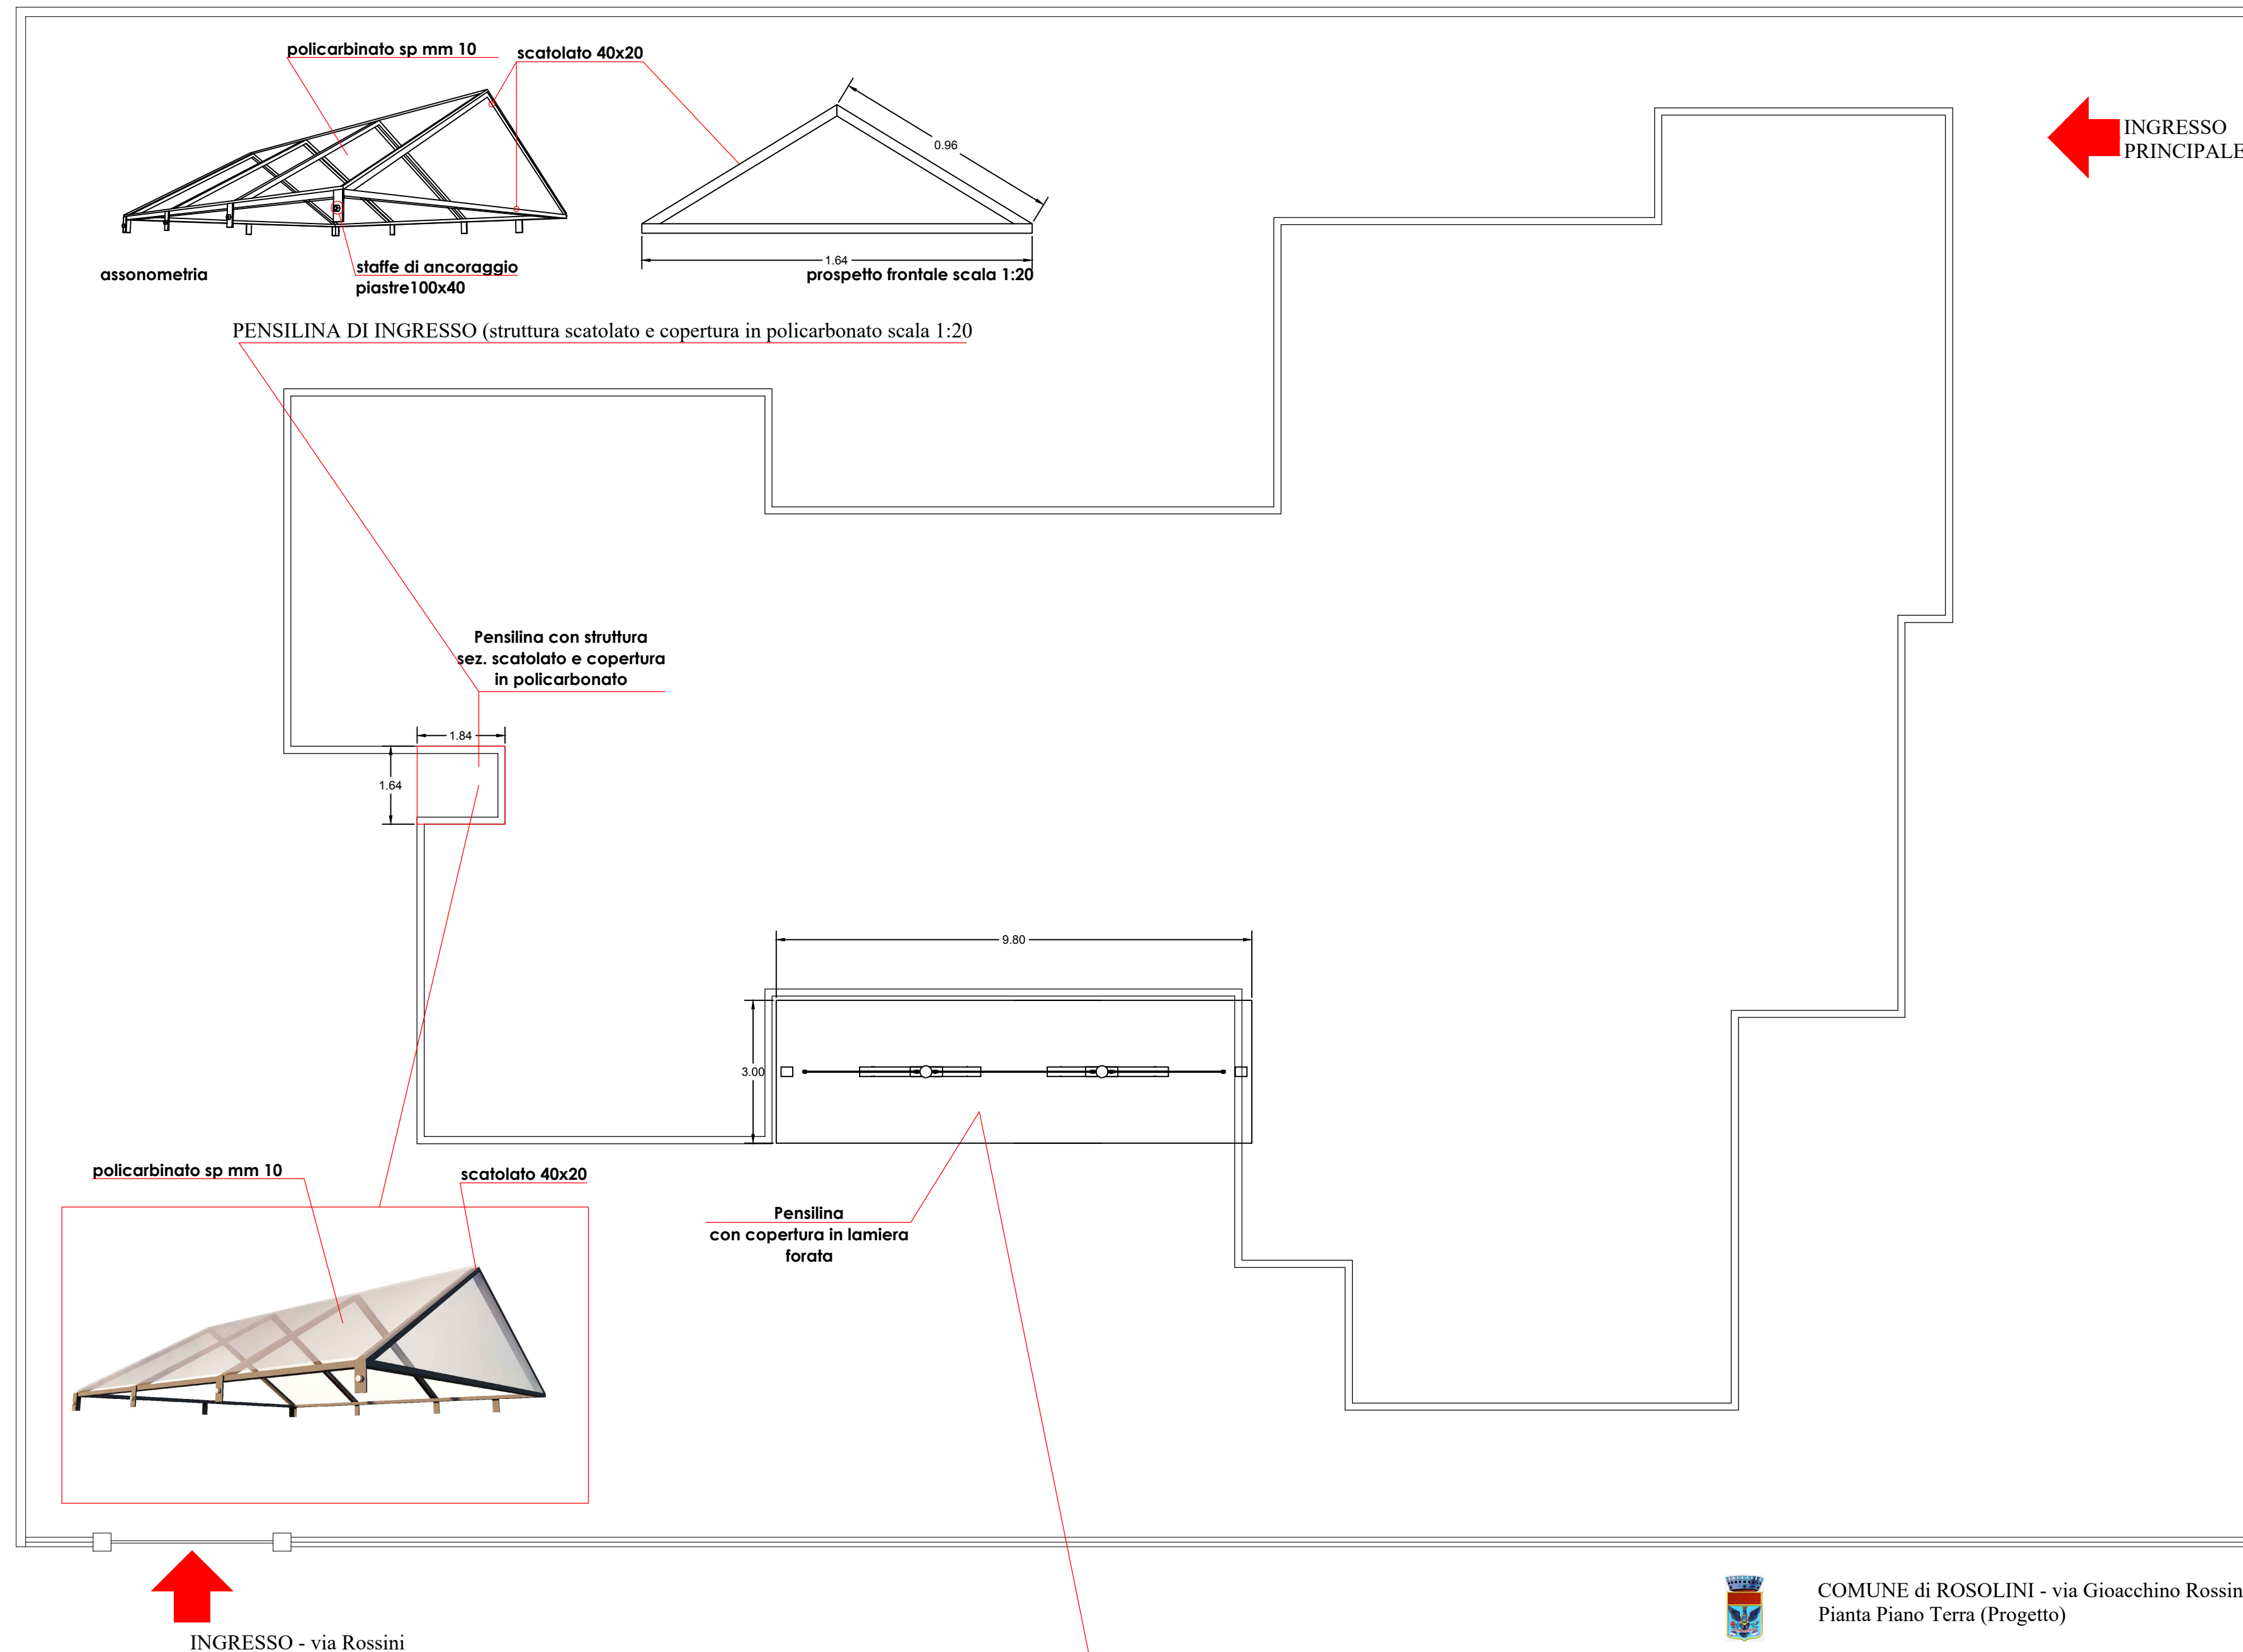 policarbinato sp mm 10
scatolato 40x20
0.96
INGRESSO
PRINCIPALE
assonometria
staffe di ancoraggio
piastre100x40
1.64
prospetto frontale scala 1:20
PENSILINA DI INGRESSO (struttura scatolato e copertura in policarbonato scala 1:20
Pensilina con struttura
sez. scatolato e copertura
in policarbonato
1.84
1.64
9.80
3.00
policarbinato sp mm 10
scatolato 40x20
Pensilina
con copertura in lamiera
forata
COMUNE di ROSOLINI - via Gioacchino Rossin
Pianta Piano Terra (Progetto)
INGRESSO - via Rossini